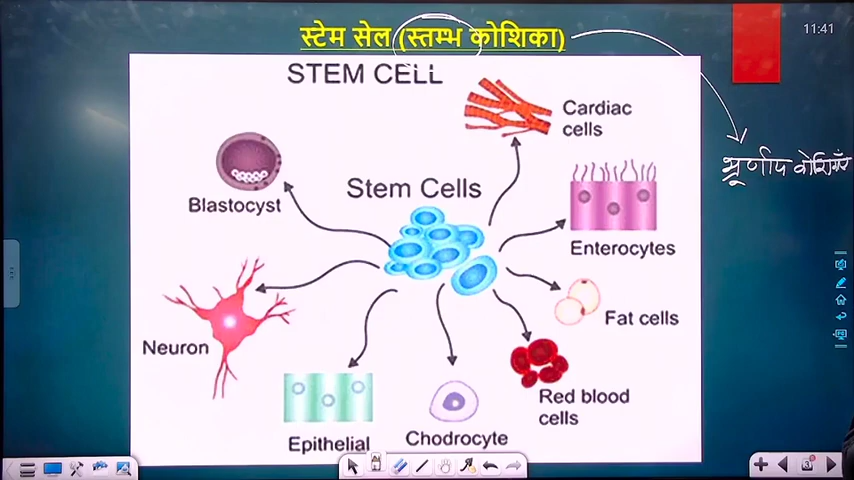 स्टेम सेल (स्तम्भ कोशिका)
11:41
STEM CELL
Cardiac
cells
भ्रूणीय कोशिकाएँ
Blastocyst
Stem Cells
Enterocytes
Fat cells
Neuron
Red blood
cells
Epithelial
Chodrocyte